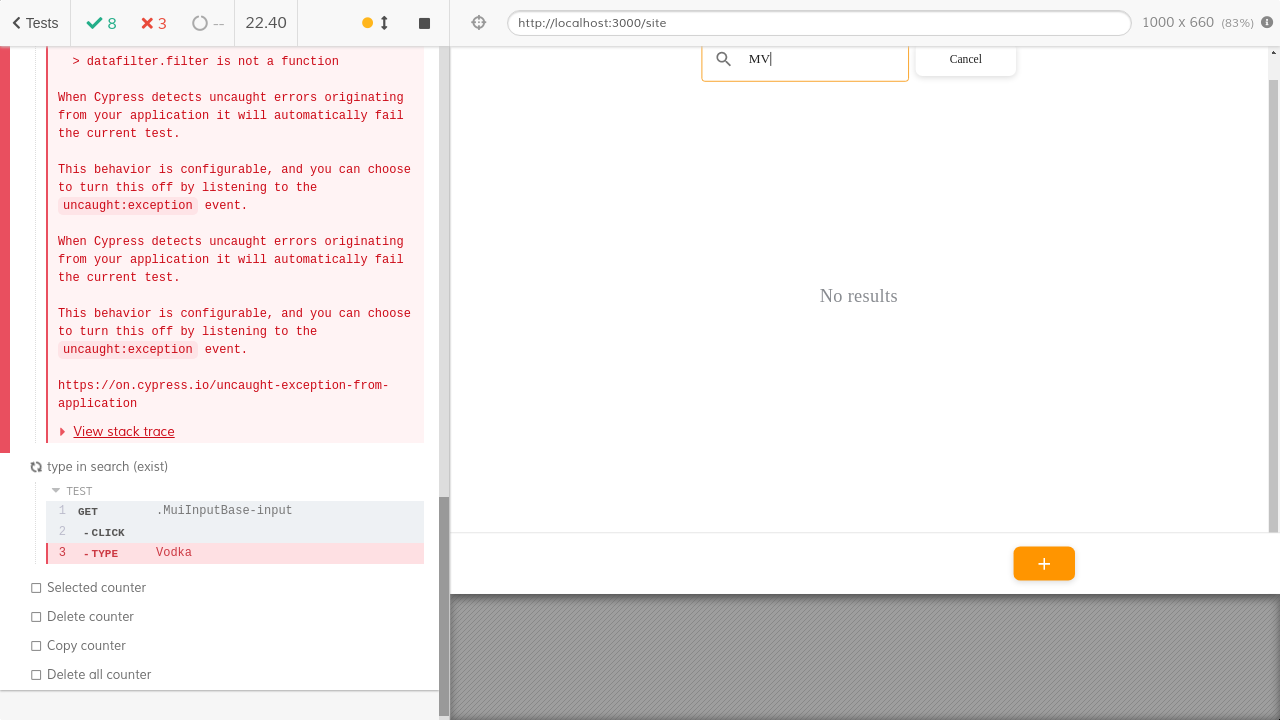 Tests
8
3
--
22.40
http://localhost:3000/site
1000 x 660 (83%)
> datafilter.filter is not a function
When Cypress detects uncaught errors originating
from your application it will automatically fail
the current test.
This behavior is configurable, and you can choose
to turn this off by listening to the
uncaught:exception event.
When Cypress detects uncaught errors originating
from your application it will automatically fail
the current test.
This behavior is configurable, and you can choose
to turn this off by listening to the
uncaught:exception event.
https://on.cypress.io/uncaught-exception-from-
application
View stack trace
type in search (exist)
TEST
1 GET .MuiInputBase-input
2 -CLICK
3 -TYPE Vodka
Selected counter
Delete counter
Copy counter
Delete all counter
MV
Cancel
No results
+